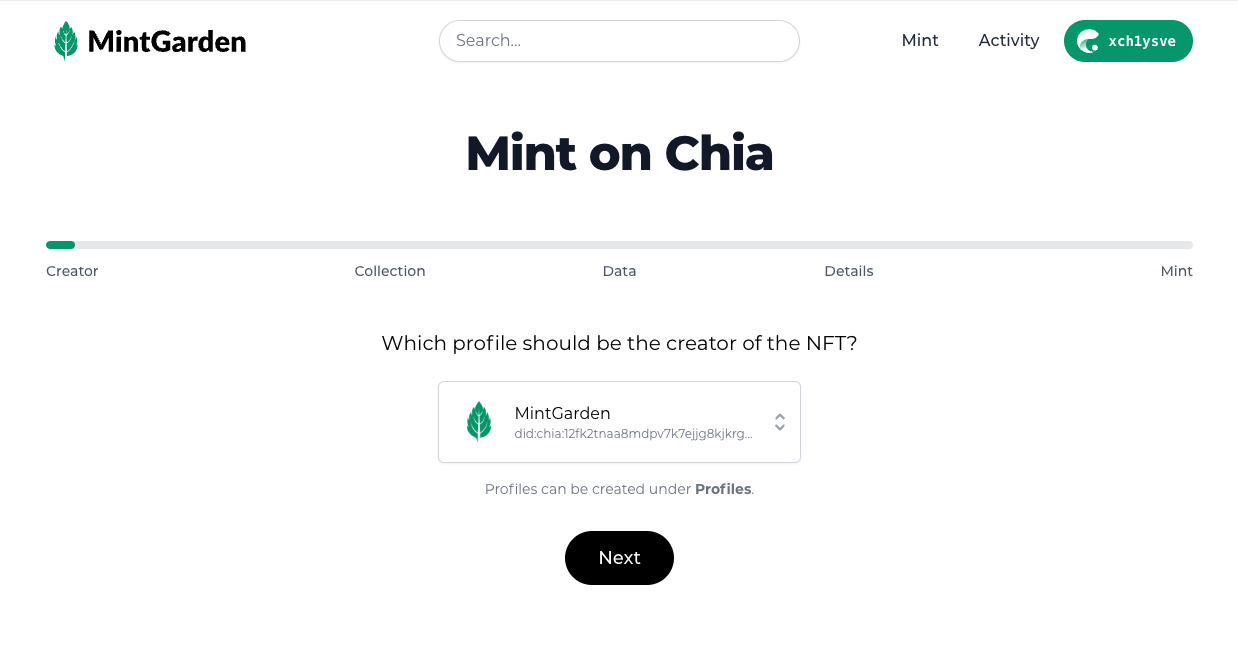 MintGarden
Search...
Mint
Activity
xch1ysve
Mint on Chia
Creator
Collection
Data
Details
Mint
Which profile should be the creator of the NFT?
MintGarden
did:chia:12fk2tnaa8mdpv7k7ejjg8kjkrg...
Profiles can be created under Profiles.
Next